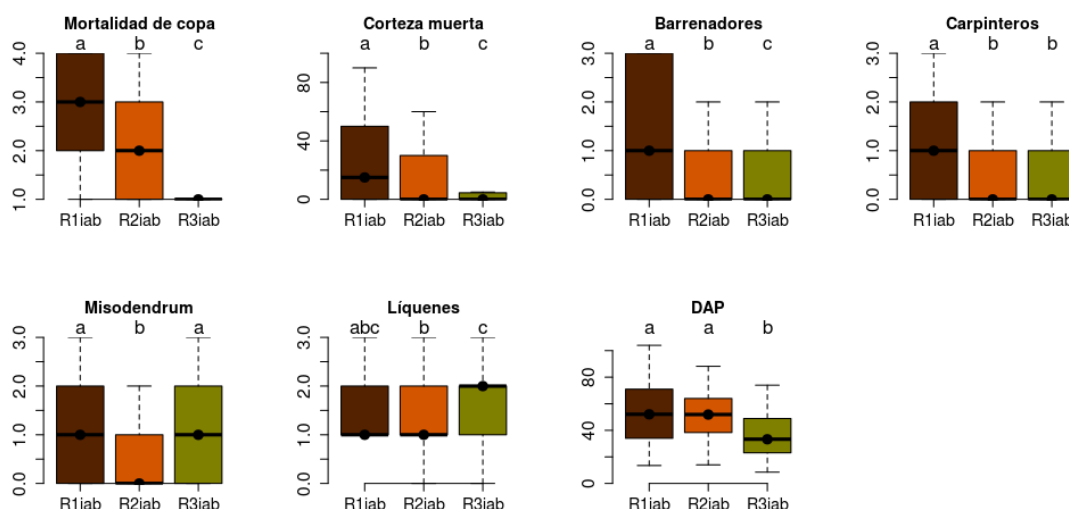 Mortalidad de copa
a b c
4.0
3.0
2.0
1.0
R1iab R2iab R3iab
Corteza muerta
a b c
80
40
0
R1iab R2iab R3iab
Barrenadores
a b c
3.0
2.0
1.0
0.0
R1iab R2iab R3iab
Carpinteros
a b b
3.0
2.0
1.0
0.0
R1iab R2iab R3iab
Misodendrum
a b a
3.0
2.0
1.0
0.0
R1iab R2iab R3iab
Líquenes
abc b c
3.0
2.0
1.0
0.0
R1iab R2iab R3iab
DAP
a a b
80
40
0
R1iab R2iab R3iab